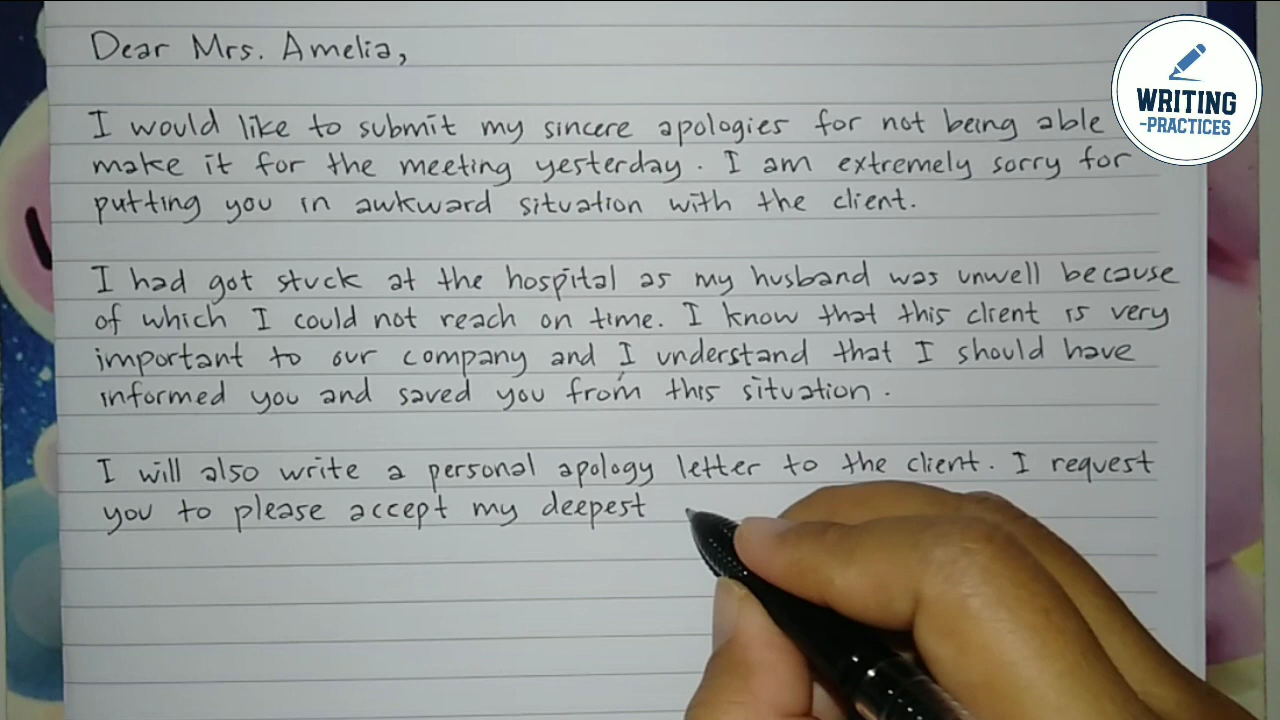 Dear Mrs. Amelia,
I would like to submit my sincere apologies for not being able
make it for the meeting yesterday. I am extremely sorry for
putting you in awkward situation with the client.
I had got stuck at the hospital as my husband was unwell because
of which I could not reach on time. I know that this client is very
important to our company and I understand that I should have
informed you and saved you from this situation.
I will also write a personal apology letter to the client. I request
you to please accept my deepest
WRITING
-PRACTICES